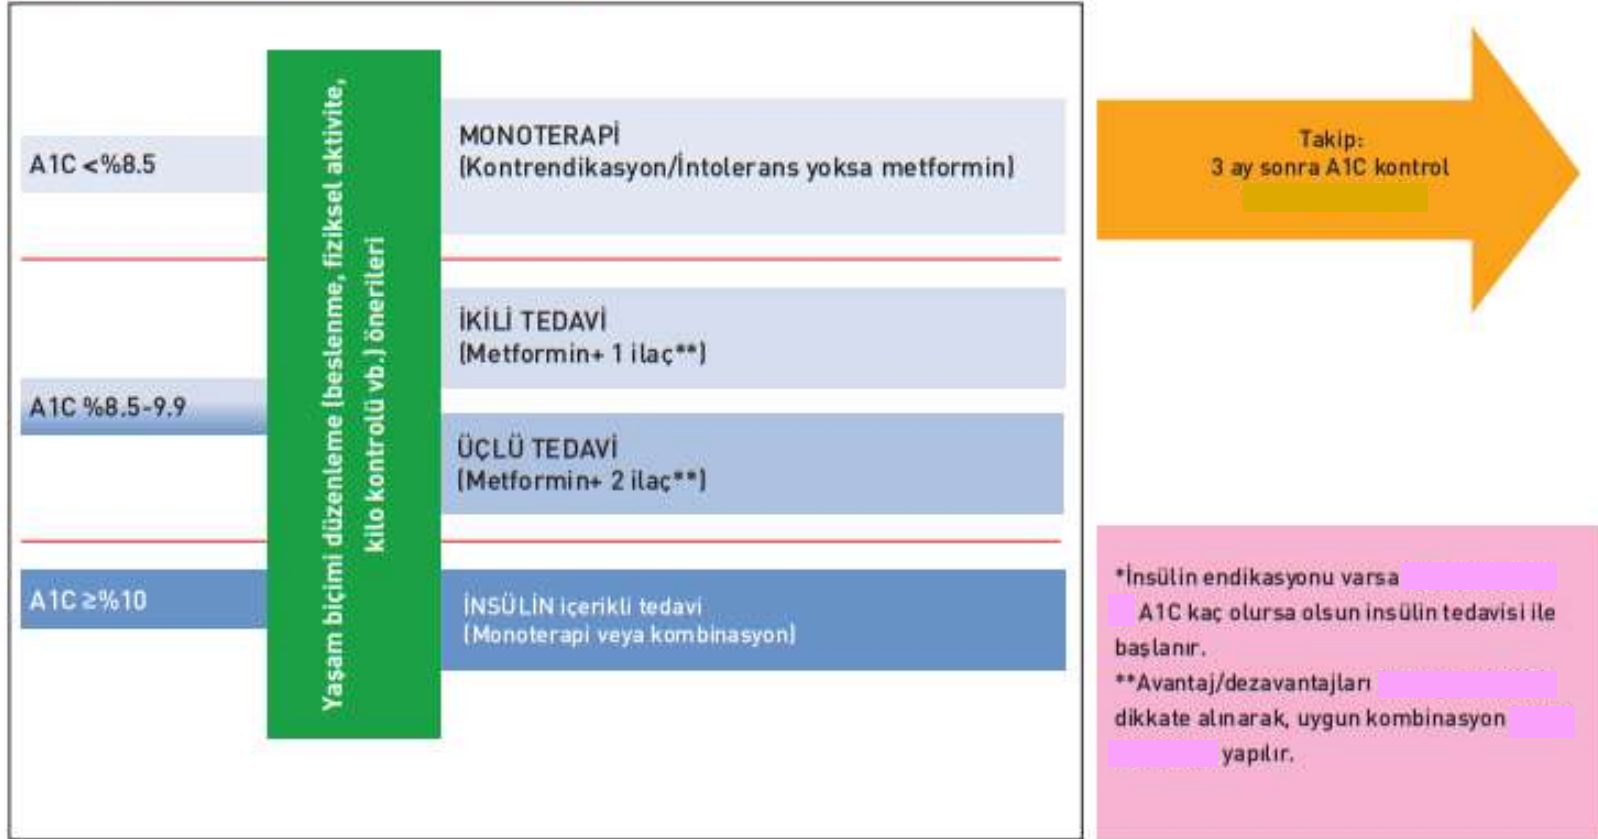 A1C <%8.5
A1C %8.5-9.9
A1C ≥%10
Yaşam biçimi düzenleme (beslenme, fiziksel aktivite,
kilo kontrolü vb.) önerileri
MONOTERAPİ
(Kontrendikasyon/İntolerans yoksa metformin)
İKİLİ TEDAVİ
(Metformin+ 1 ilaç**)
ÜÇLÜ TEDAVİ
(Metformin+ 2 ilaç**)
İNSÜLİN içerikli tedavi
(Monoterapi veya kombinasyon)
Takip:
3 ay sonra A1C kontrol
*İnsülin endikasyonu varsa
A1C kaç olursa olsun insülin tedavisi ile
başlanır.
**Avantaj/dezavantajları
dikkate alınarak, uygun kombinasyon
yapılır.